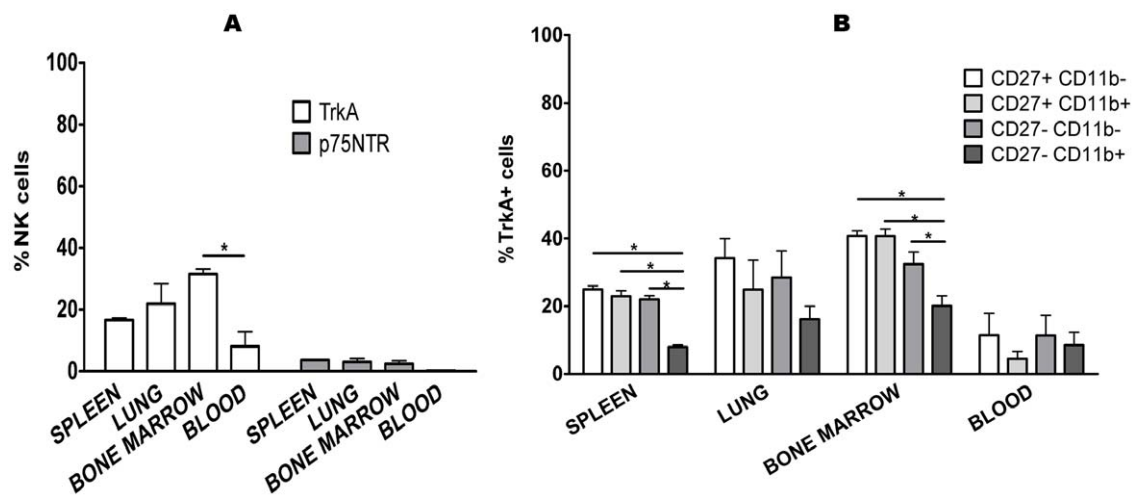 A
% NK cells
100
80
60
40
20
0
TrkA
p75NTR
*
SPLEEN
LUNG
BONE MARROW
BLOOD
SPLEEN
LUNG
BONE MARROW
BLOOD
B
% TrkA+ cells
100
80
60
40
20
0
CD27+ CD11b-
CD27+ CD11b+
CD27- CD11b-
CD27- CD11b+
*
*
*
*
*
*
SPLEEN
LUNG
BONE MARROW
BLOOD